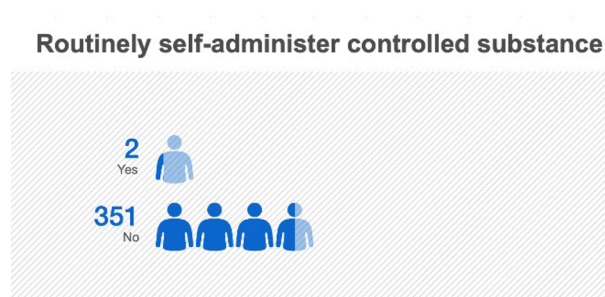 Routinely self-administer controlled substance
2
Yes
351
No